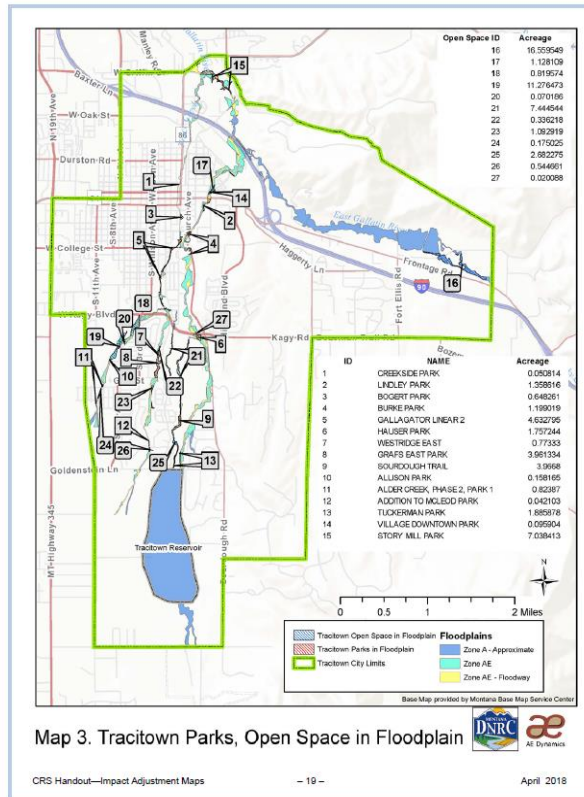 Open Space ID Acreage
16 16.559549
17 1.128109
18 0.819574
19 11.276473
20 0.070186
21 7.444544
22 0.336218
23 1.092919
24 0.175025
25 2.682275
26 0.544661
27 0.020088
Manley Rd
Baxter Ln
W Oak St
Durston Rd
N 19th Ave
86
S 8th Ave
S 11th Ave
W College St
Church Ave
East Gallatin
Haggerty Ln
Frontage Rd
Fort Ellis Rd
90
Kagy Blvd
Goldenstein Ln
MT-Highway-345
Sourdough Rd
15
17
1
14
3
2
4
5
16
18
20
27
19
7
6
11
8
21
10
22
23
9
12
24
26
25
13
Tracitown Reservoir
ID NAME Acreage
1 CREEKSIDE PARK 0.050814
2 LINDLEY PARK 1.358616
3 BOGERT PARK 0.648261
4 BURKE PARK 1.199019
5 GALLAGATOR LINEAR 2 4.632795
6 HAUSER PARK 1.757244
7 WESTRIDGE EAST 0.77333
8 GRAFS EAST PARK 3.961334
9 SOURDOUGH TRAIL 3.9668
10 ALLISON PARK 0.158165
11 ALDER CREEK, PHASE 2, PARK 1 0.82387
12 ADDITION TO MCLEOD PARK 0.042103
13 TUCKERMAN PARK 1.885878
14 VILLAGE DOWNTOWN PARK 0.095904
15 STORY MILL PARK 7.038413
N
0 0.5 1 2 Miles
Tracitown Open Space in Floodplain
Tracitown Parks in Floodplain
Tracitown City Limits
Floodplains
Zone A - Approximate
Zone AE
Zone AE - Floodway
Base Map provided by Montana Base Map Service Center
Map 3. Tracitown Parks, Open Space in Floodplain
MONTANA
DNRC
AE Dynamics
CRS Handout—Impact Adjustment Maps – 19 – April 2018